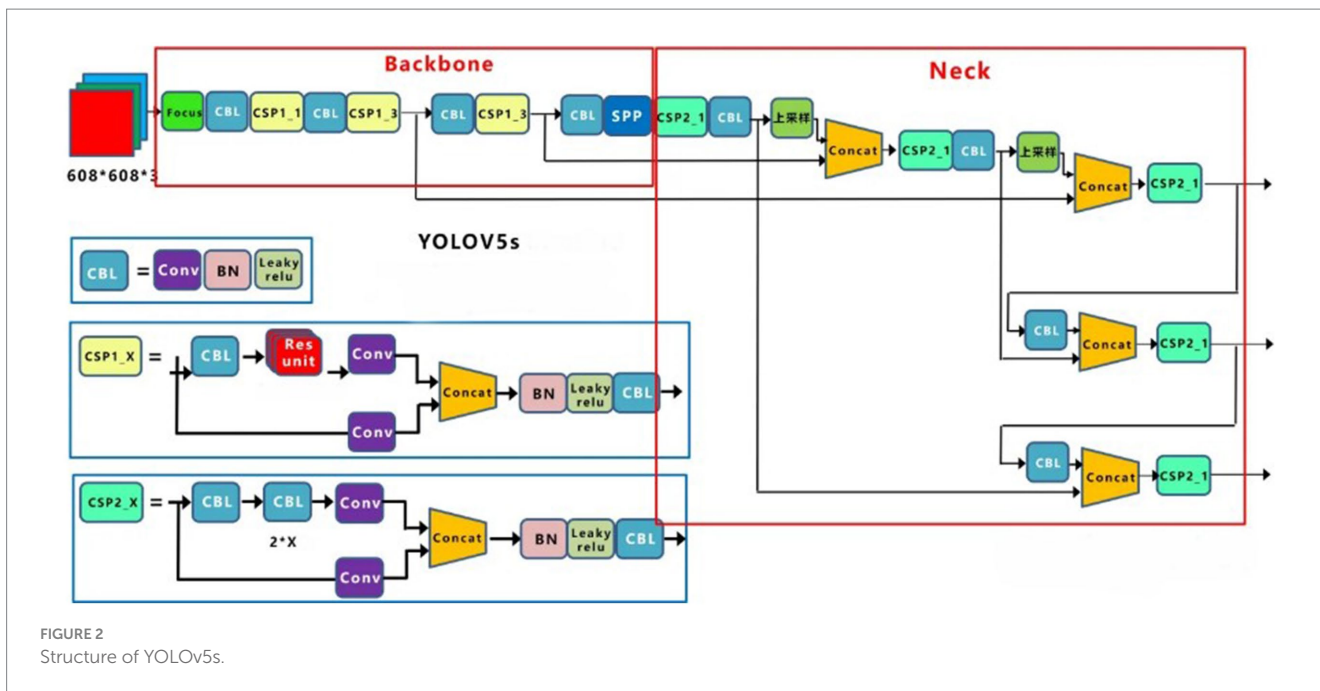 Backbone
Neck
Focus CBL CSP1_1 CBL CSP1_3 CBL CSP1_3 CBL SPP CSP2_1 CBL 上采样 Concat CSP2_1 CBL 上采样 Concat CSP2_1
608*608*3
YOLOV5s
CBL = Conv BN Leaky relu
CBL Concat CSP2_1
CSP1_X = CBL Res unit Conv Concat BN Leaky relu CBL
Conv
CBL Concat CSP2_1
CSP2_X = CBL CBL Conv Concat BN Leaky relu CBL
2*X
Conv
FIGURE 2
Structure of YOLOv5s.